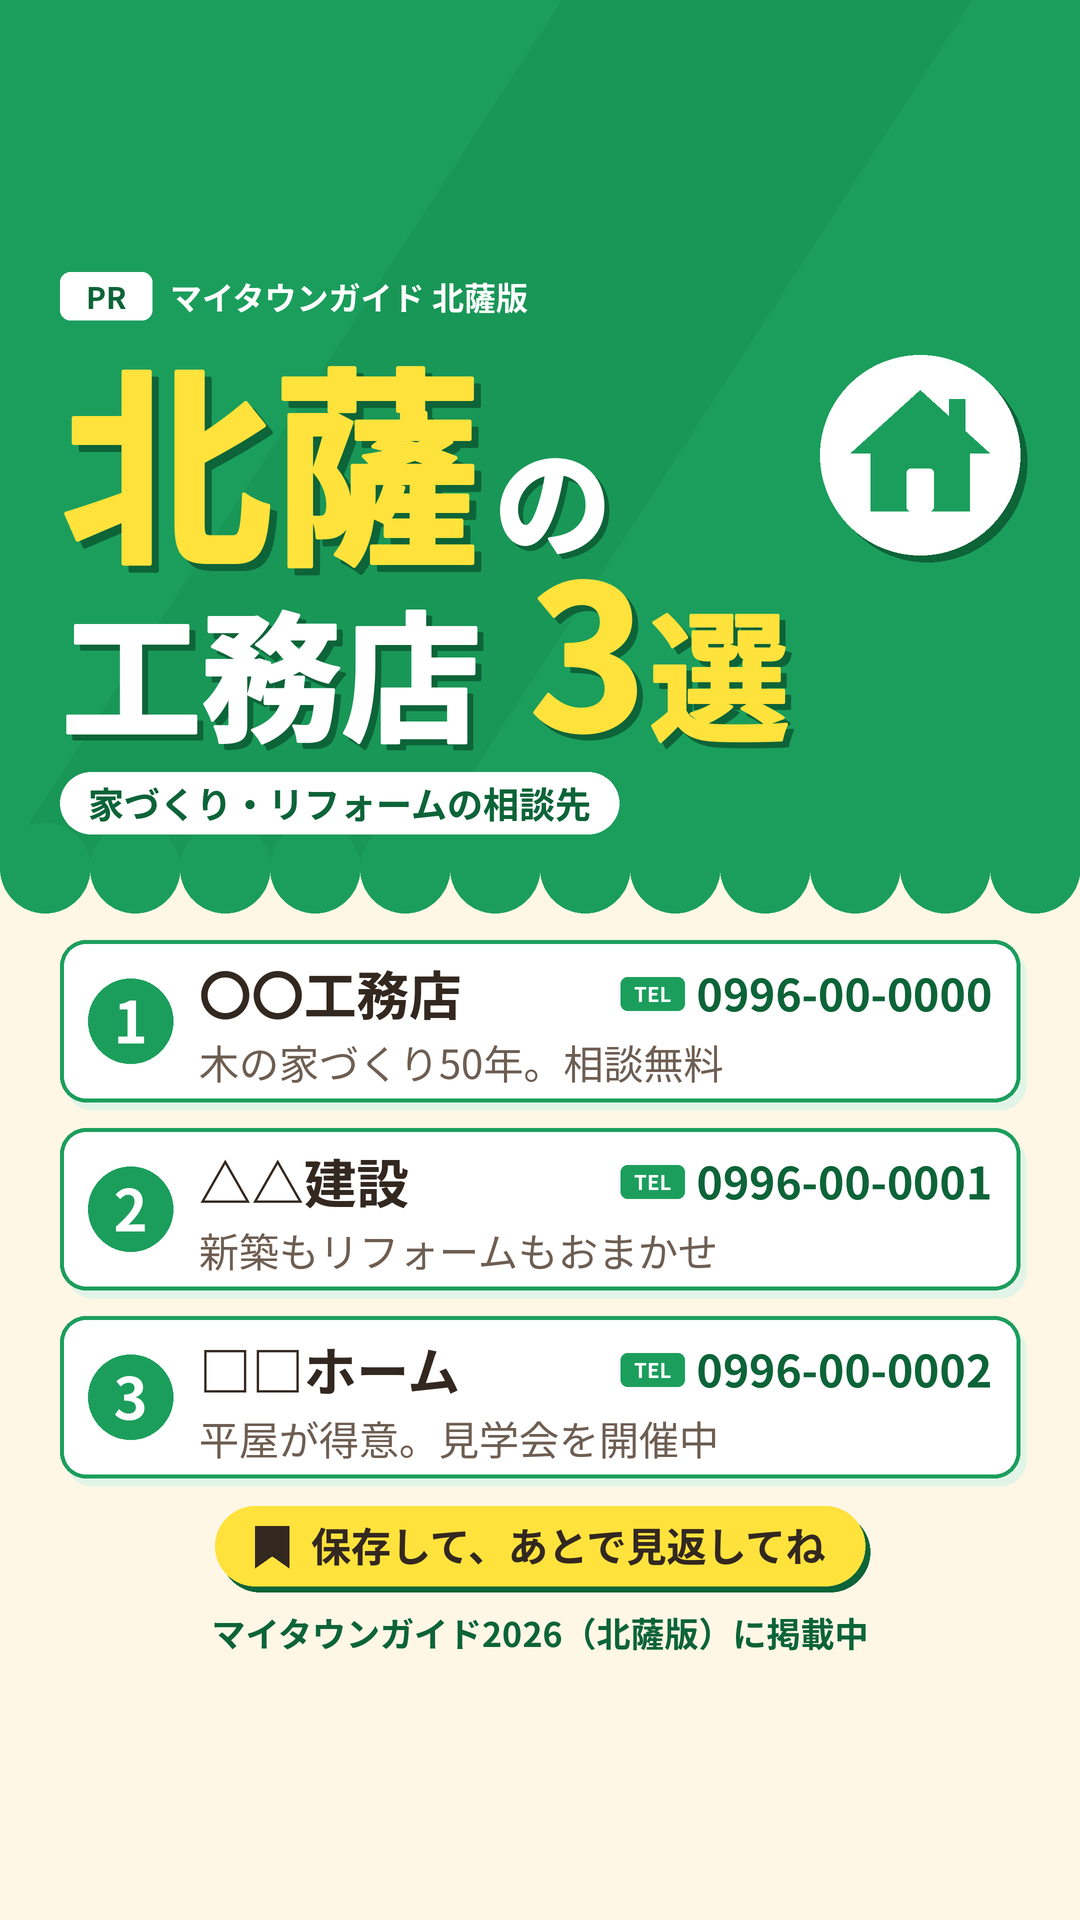 PR マイタウンガイド 北薩版
北薩の
工務店 3選
家づくり・リフォームの相談先
1 〇〇工務店 TEL 0996-00-0000
木の家づくり50年。相談無料
2 △△建設 TEL 0996-00-0001
新築もリフォームもおまかせ
3 □□ホーム TEL 0996-00-0002
平屋が得意。見学会を開催中
保存して、あとで見返してね
マイタウンガイド2026（北薩版）に掲載中